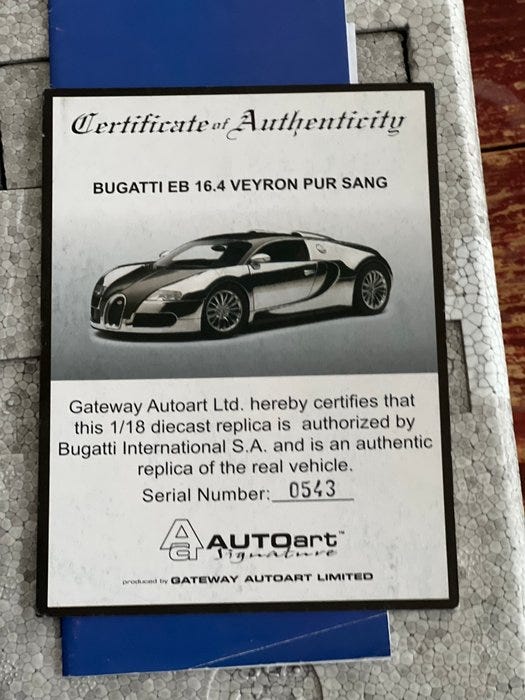 Certificate of Authenticity
BUGATTI EB 16.4 VEYRON PUR SANG
Gateway Autoart Ltd. hereby certifies that
this 1/18 diecast replica is authorized by
Bugatti International S.A. and is an authentic
replica of the real vehicle.
Serial Number: 0543
AUTOart™
Signature
produced by GATEWAY AUTOART LIMITED